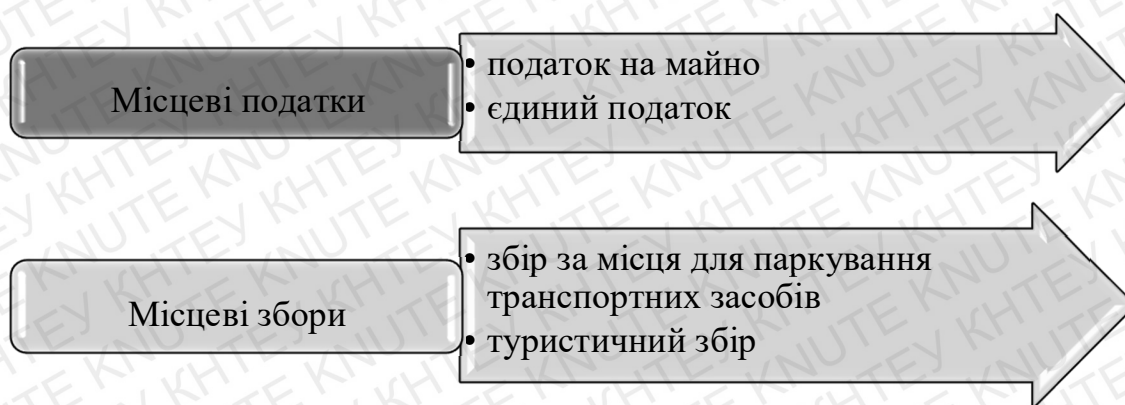 Місцеві податки
• податок на майно
• єдиний податок
Місцеві збори
• збір за місця для паркування
транспортних засобів
• туристичний збір